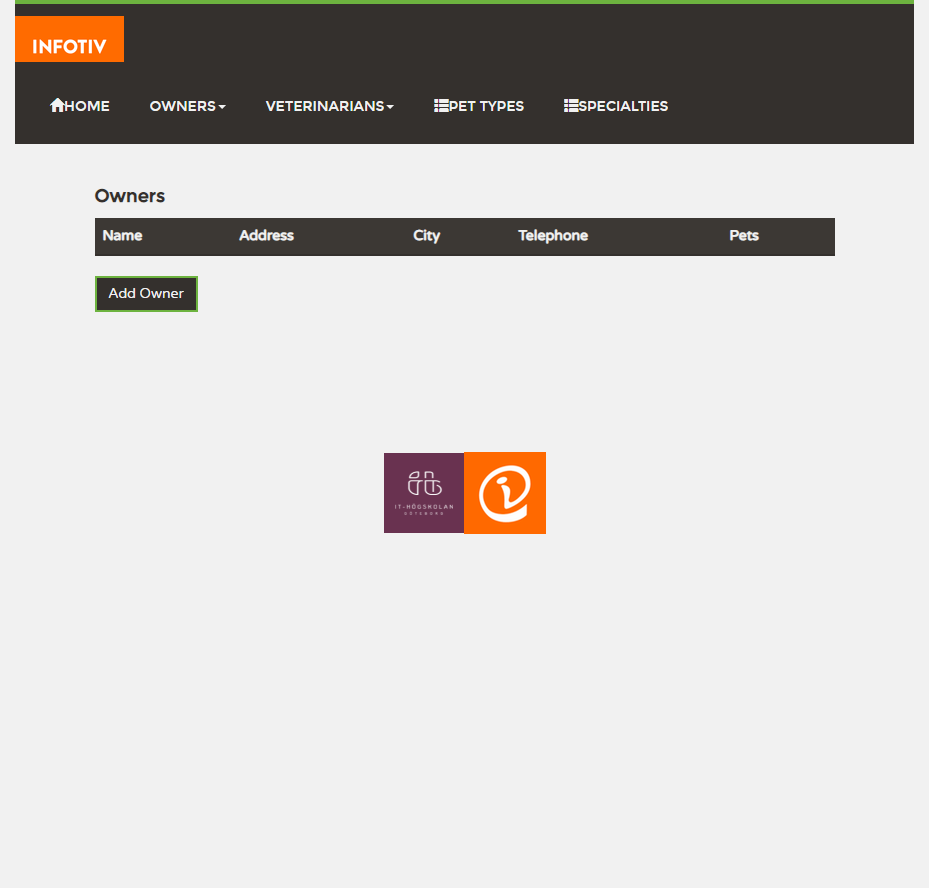 INFOTIV
HOME OWNERS VETERINARIANS PET TYPES SPECIALTIES
Owners
Name Address City Telephone Pets
Add Owner
IT-HÖGSKOLAN
GÖTEBORG